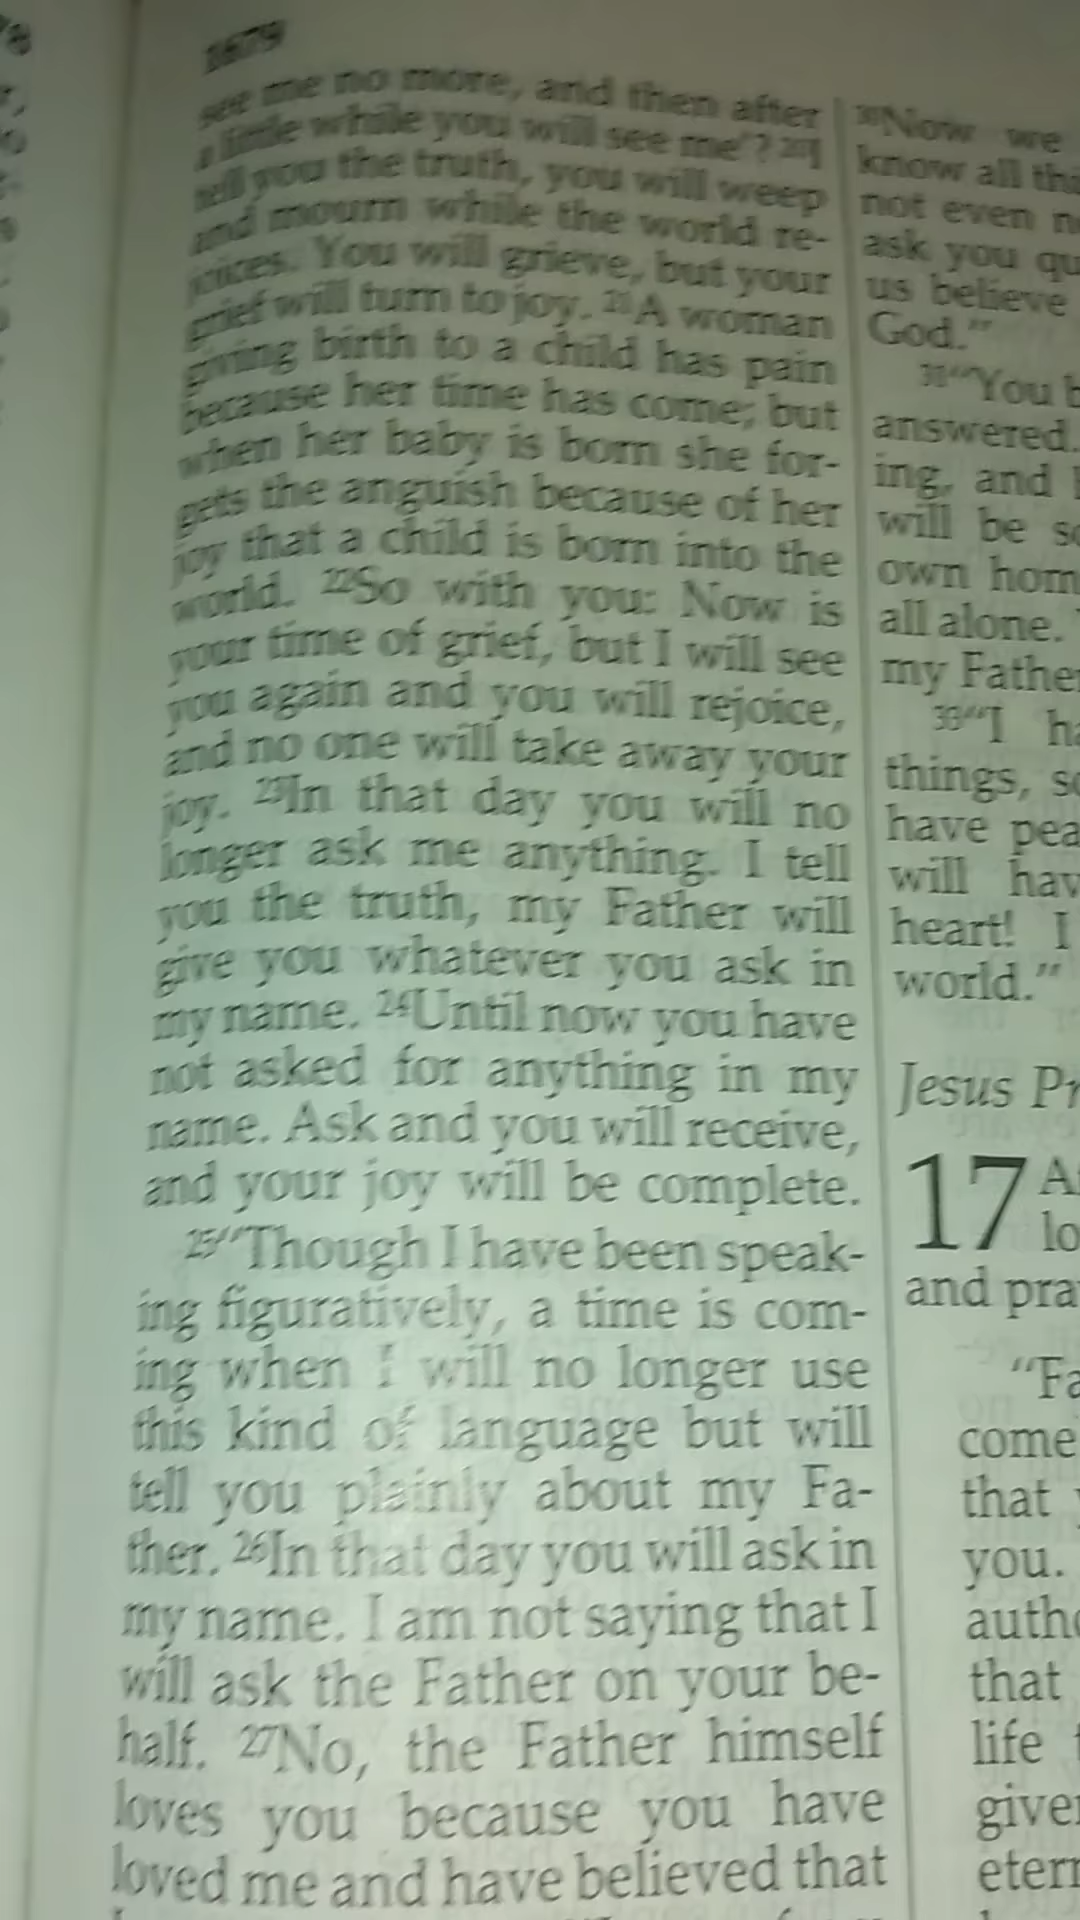 1679
see me no more, and then after
a little while you will see me'? 20I
tell you the truth, you will weep
and mourn while the world re-
joices. You will grieve, but your
grief will turn to joy. 21A woman
giving birth to a child has pain
because her time has come; but
when her baby is born she for-
gets the anguish because of her
joy that a child is born into the
world. 22So with you: Now is
your time of grief, but I will see
you again and you will rejoice,
and no one will take away your
joy. 23In that day you will no
longer ask me anything. I tell
you the truth, my Father will
give you whatever you ask in
my name. 24Until now you have
not asked for anything in my
name. Ask and you will receive,
and your joy will be complete.
25"Though I have been speak-
ing figuratively, a time is com-
ing when I will no longer use
this kind of language but will
tell you plainly about my Fa-
ther. 26In that day you will ask in
my name. I am not saying that I
will ask the Father on your be-
half. 27No, the Father himself
loves you because you have
loved me and have believed that
30Now we
know all thi
not even n
ask you qu
us believe
God."
31"You b
answered.
ing, and
will be s
own hom
all alone.
my Father
33"I ha
things, so
have pea
will hav
heart! I
world."
Jesus Pr
17 A
lo
and pra
"Fa
come
that y
you.
autho
that
life
given
etern